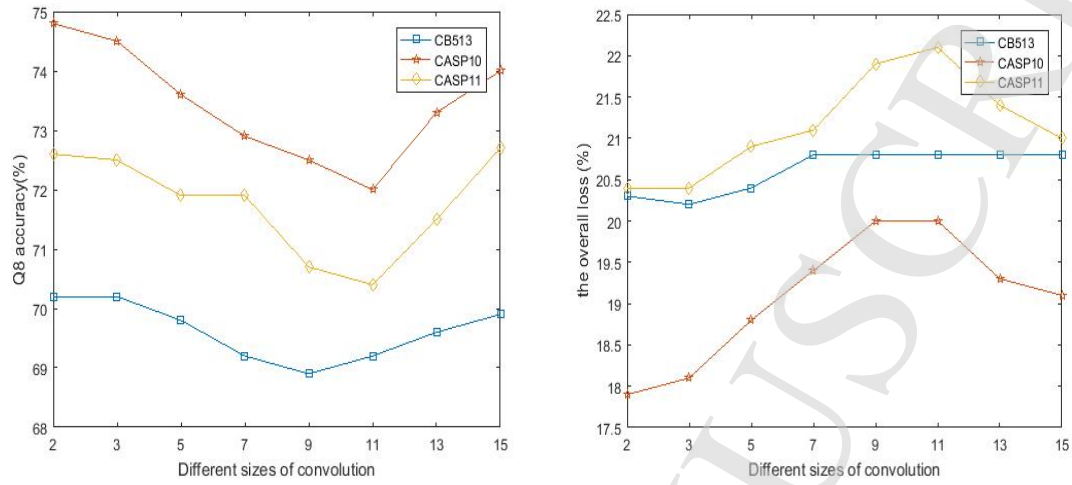 75
74
73
72
71
70
69
68
Q8 accuracy(%)
CB513
CASP10
CASP11
2 3 5 7 9 11 13 15
Different sizes of convolution
22.5
22
21.5
21
20.5
20
19.5
19
18.5
18
17.5
the overall loss (%)
CB513
CASP10
CASP11
2 3 5 7 9 11 13 15
Different sizes of convolution
USCR